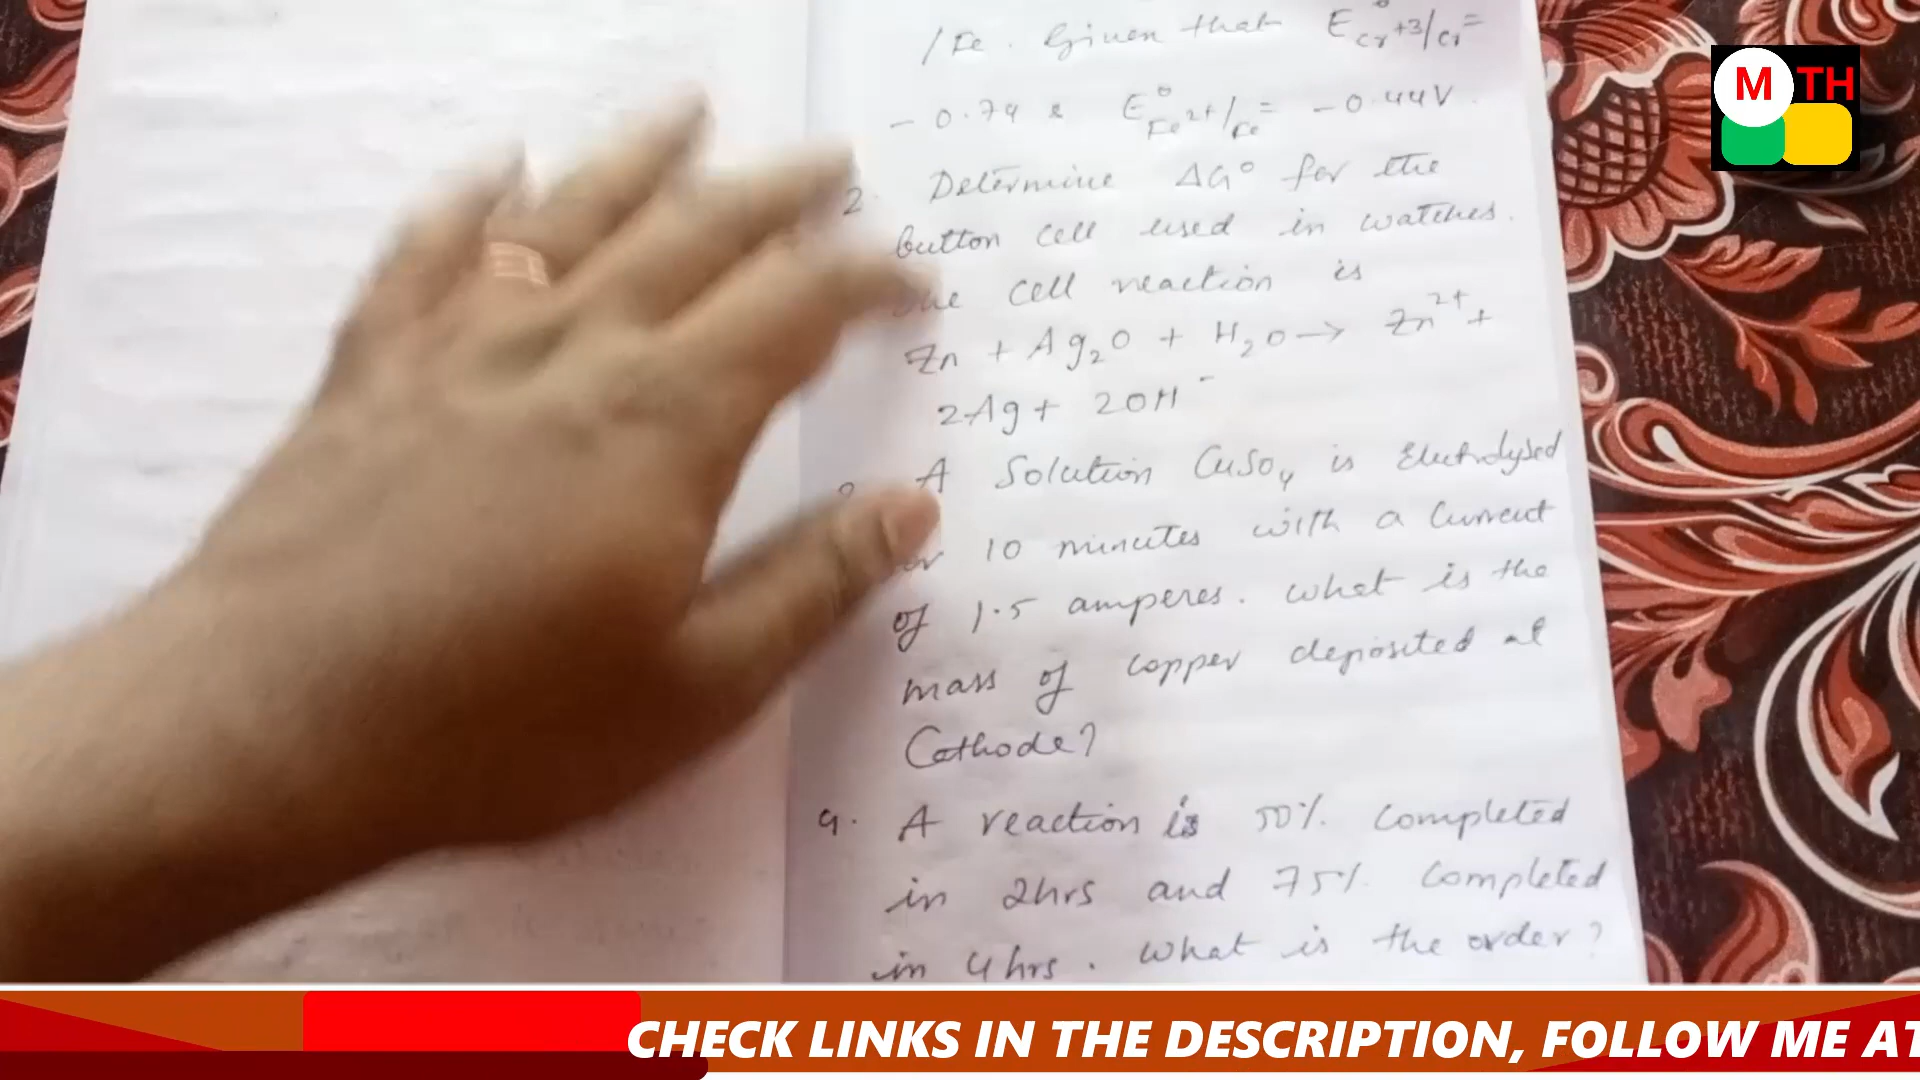 /Fe. Given that E°Cr+3/Cr =
- 0.74 & E°Fe2+/Fe = - 0.44V.
2. Determine ΔG° for the
button cell used in watches.
cell reaction is
Zn + Ag2O + H2O → Zn2+ +
2Ag + 20H-
A Solution CuSO4 is Electrolysed
10 minutes with a Current
of 1.5 amperes. What is the
mass of copper deposited at
Cathode?
4. A reaction is 50% Completed
in 2hrs and 75% Completed
in 4hrs. What is the order?
M TH
CHECK LINKS IN THE DESCRIPTION, FOLLOW ME AT